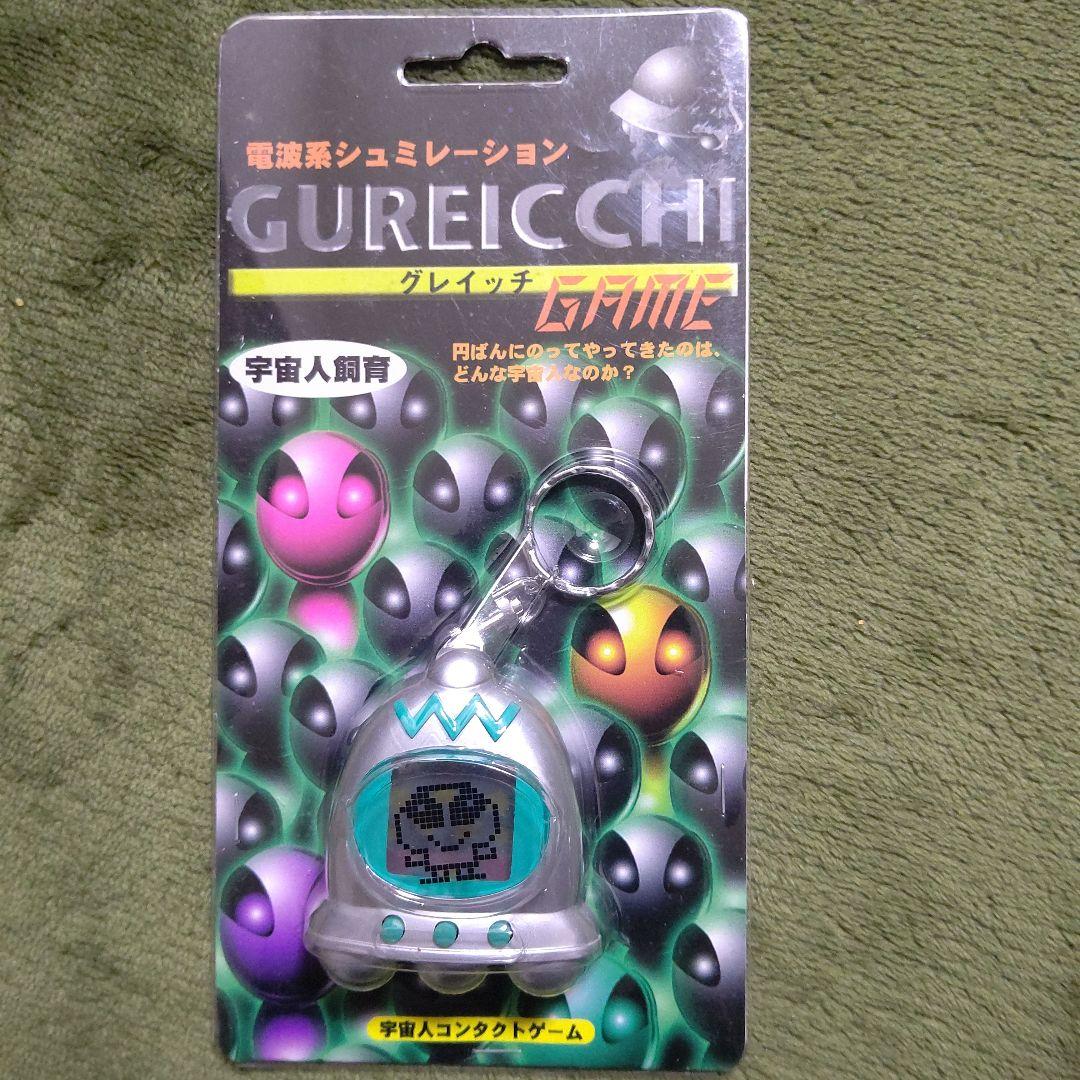 電波系シュミレーション
GUREICCHI
グレイッチ
GAME
円ばんにのってやってきたのは、
どんな宇宙人なのか？
宇宙人飼育
宇宙人コンタクトゲーム